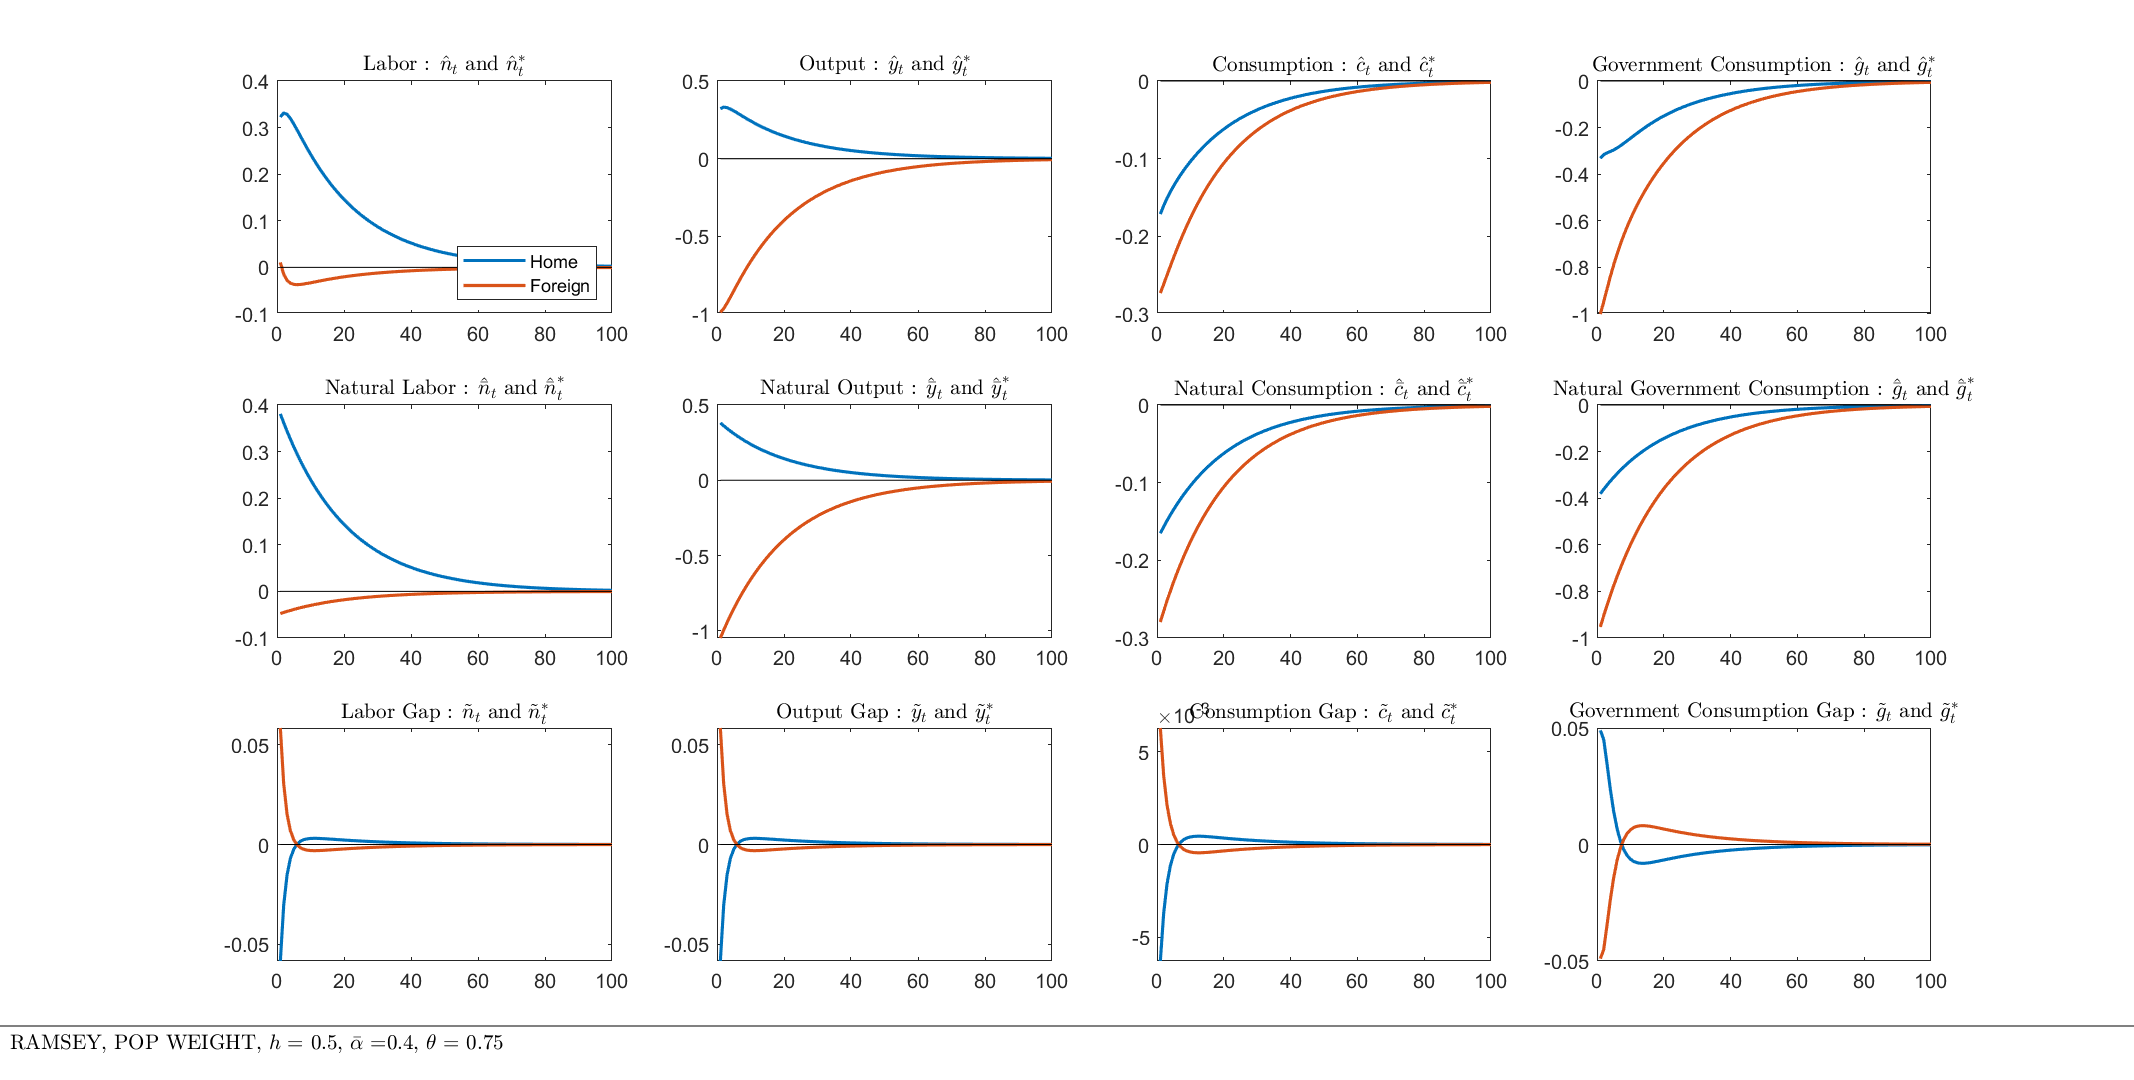 Labor : n̂ₜ and n̂ₜ*
0.4
0.3
0.2
0.1
0
-0.1
0 20 40 60 80 100
Home
Foreign
Output : ŷₜ and ŷₜ*
0.5
0
-0.5
-1
0 20 40 60 80 100
Consumption : ĉₜ and ĉₜ*
0
-0.1
-0.2
-0.3
0 20 40 60 80 100
Government Consumption : ĝₜ and ĝₜ*
0
-0.2
-0.4
-0.6
-0.8
-1
0 20 40 60 80 100
Natural Labor : n̄̂ₜ and n̄̂ₜ*
0.4
0.3
0.2
0.1
0
-0.1
0 20 40 60 80 100
Natural Output : ȳ̂ₜ and ȳ̂ₜ*
0.5
0
-0.5
-1
0 20 40 60 80 100
Natural Consumption : c̄̂ₜ and c̄̂ₜ*
0
-0.1
-0.2
-0.3
0 20 40 60 80 100
Natural Government Consumption : ḡ̂ₜ and ḡ̂ₜ*
0
-0.2
-0.4
-0.6
-0.8
-1
0 20 40 60 80 100
Labor Gap : ñₜ and ñₜ*
0.05
0
-0.05
0 20 40 60 80 100
Output Gap : ỹₜ and ỹₜ*
0.05
0
-0.05
0 20 40 60 80 100
Consumption Gap : c̃ₜ and c̃ₜ*
×10⁻³
5
0
-5
0 20 40 60 80 100
Government Consumption Gap : g̃ₜ and g̃ₜ*
0.05
0
-0.05
0 20 40 60 80 100
RAMSEY, POP WEIGHT, h = 0.5, ᾱ =0.4, θ = 0.75